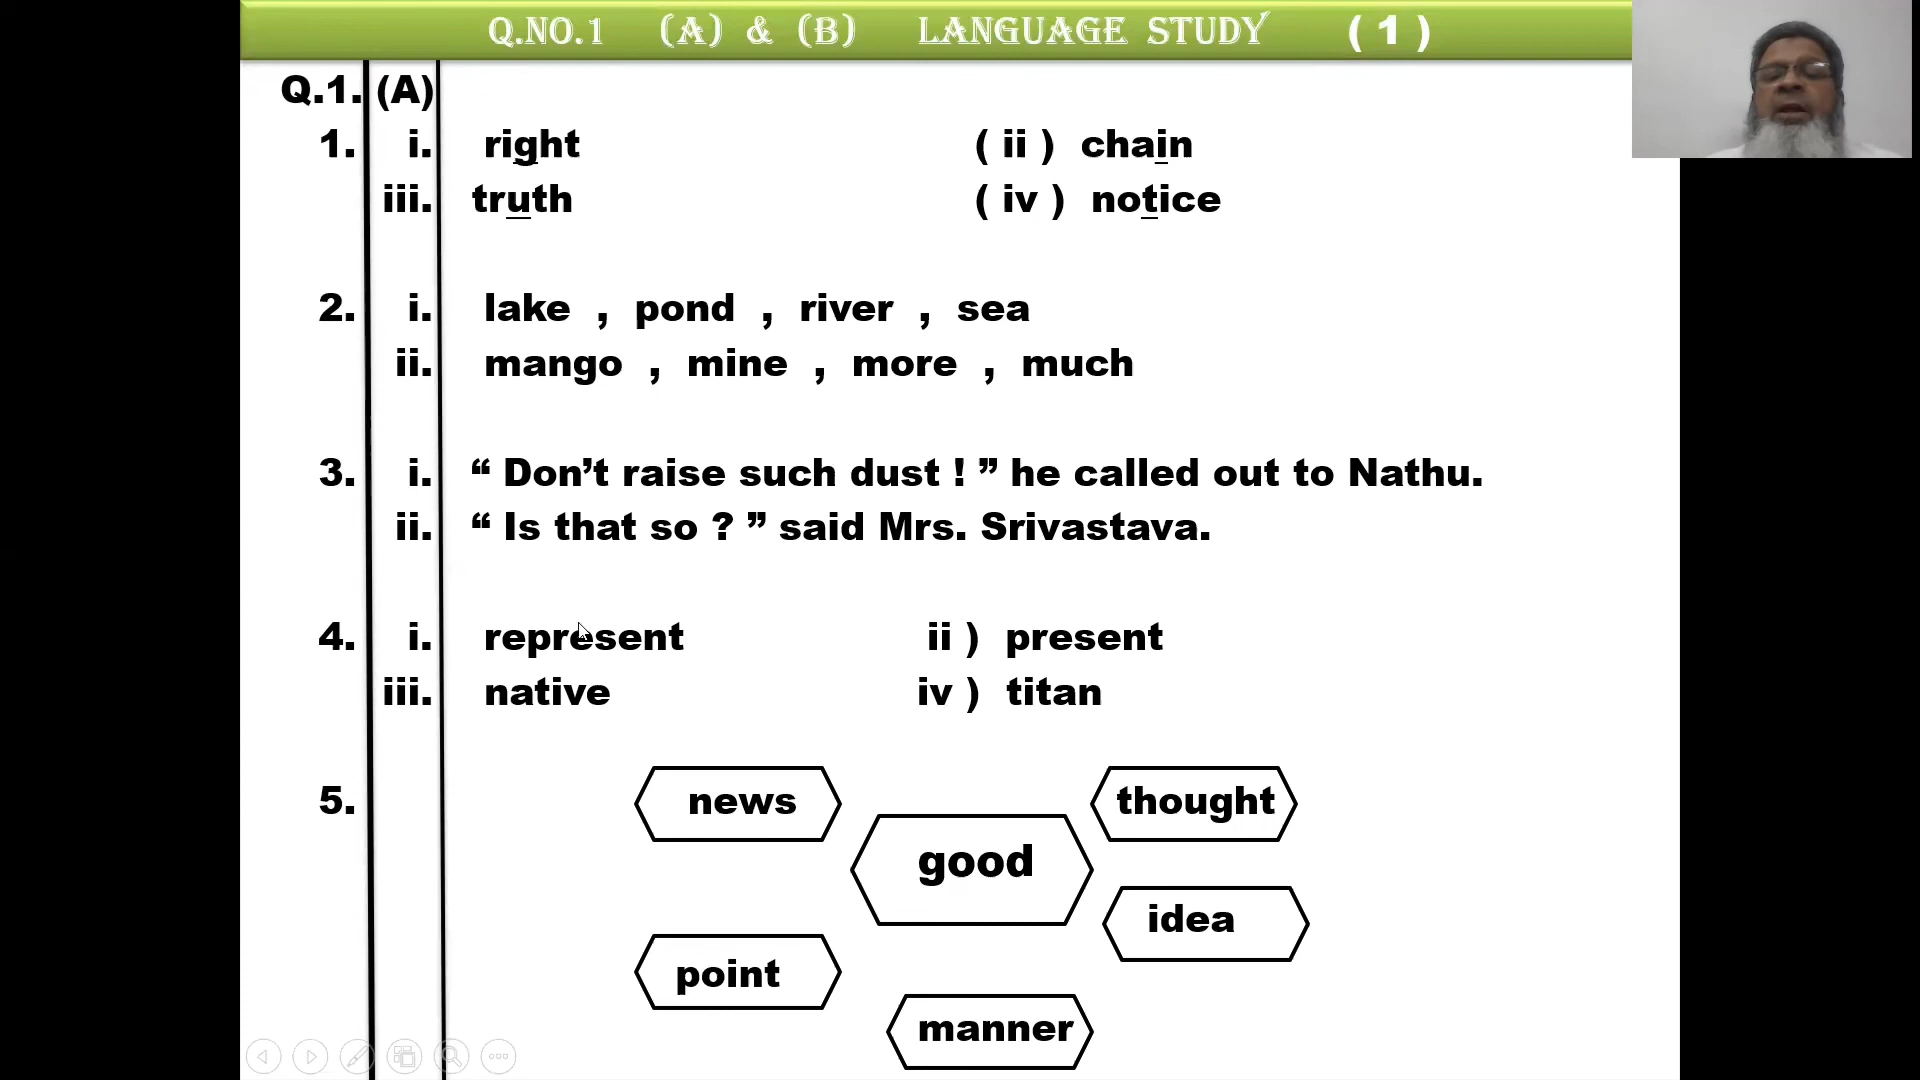 Q.NO.1 (A) & (B) LANGUAGE STUDY ( 1 )
Q.1. (A)
1. i. right ( ii ) chain
iii. truth ( iv ) notice
2. i. lake , pond , river , sea
ii. mango , mine , more , much
3. i. “ Don’t raise such dust ! ” he called out to Nathu.
ii. “ Is that so ? ” said Mrs. Srivastava.
4. i. represent ii ) present
iii. native iv ) titan
5. news thought
good
idea
point
manner